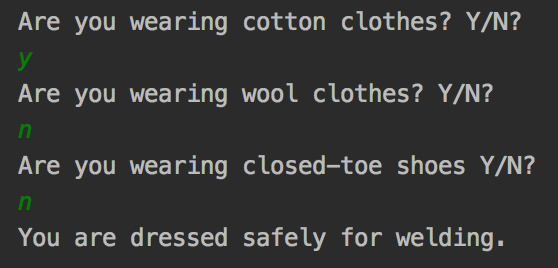 Are you wearing cotton clothes? Y/N?
y
Are you wearing wool clothes? Y/N?
n
Are you wearing closed-toe shoes Y/N?
n
You are dressed safely for welding.